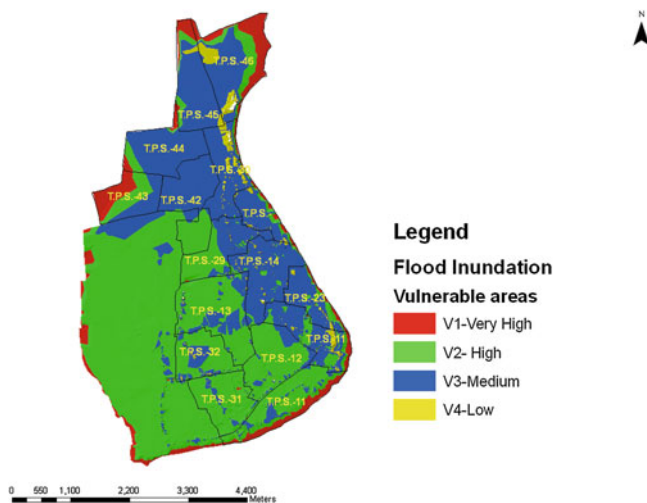 N
T.P.S.-46
T.P.S.-45
T.P.S.-44
T.P.S.-43
T.P.S.-42
T.P.S.
T.P.S.-14
T.P.S.-29
T.P.S.-23
T.P.S.-13
T.P.S.-11
T.P.S.-32
T.P.S.-12
T.P.S.-31
T.P.S.-11
Legend
Flood Inundation
Vulnerable areas
V1-Very High
V2- High
V3-Medium
V4-Low
0 550 1,100 2,200 3,300 4,400
Meters